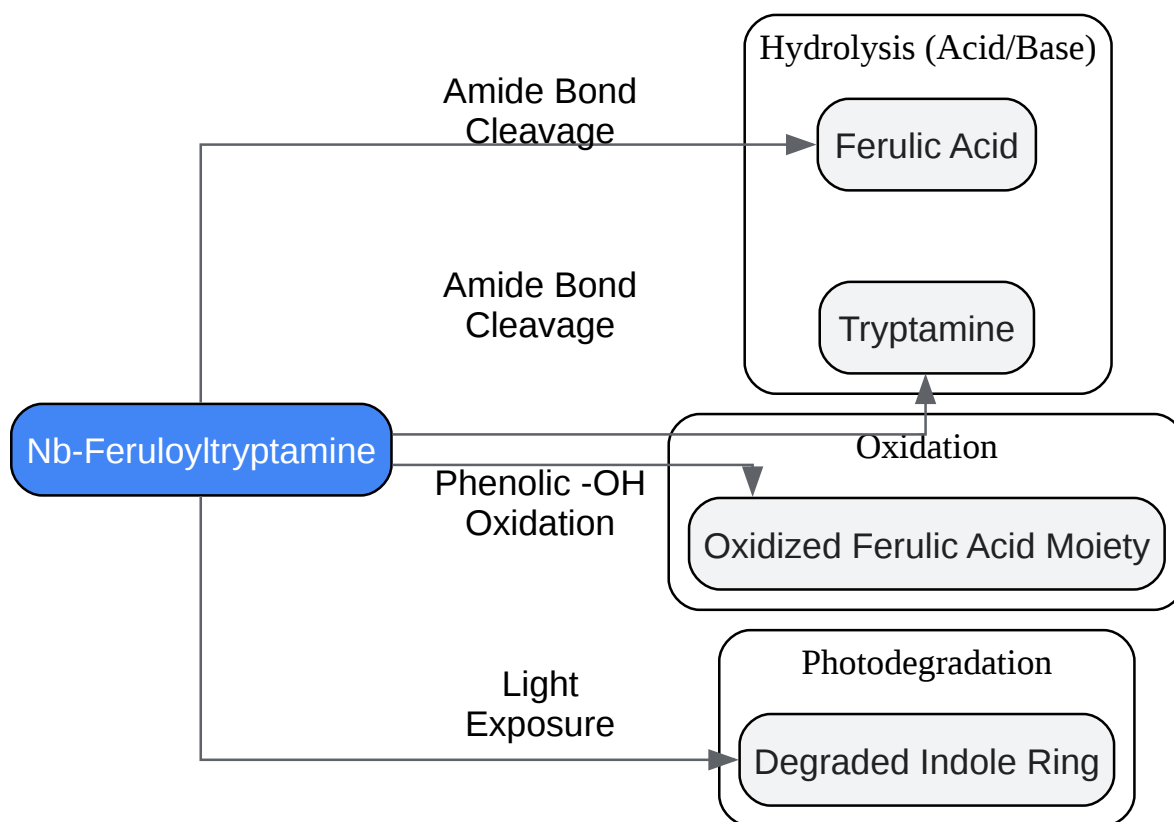 Hydrolysis (Acid/Base)
Amide Bond
Cleavage
Ferulic Acid
Amide Bond
Cleavage
Tryptamine
Nb-Feruloyltryptamine
Oxidation
Phenolic -OH
Oxidation
Oxidized Ferulic Acid Moiety
Photodegradation
Light
Exposure
Degraded Indole Ring